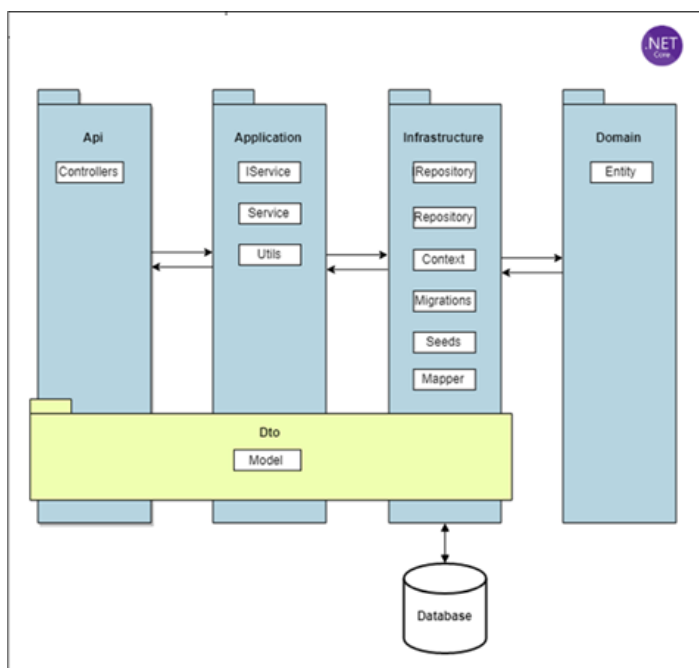 .NET
Core
Api
Application
Infrastructure
Domain
Controllers
IService
IRepository
Entity
Service
Repository
Utils
Context
Migrations
Seeds
Mapper
Dto
Model
Database